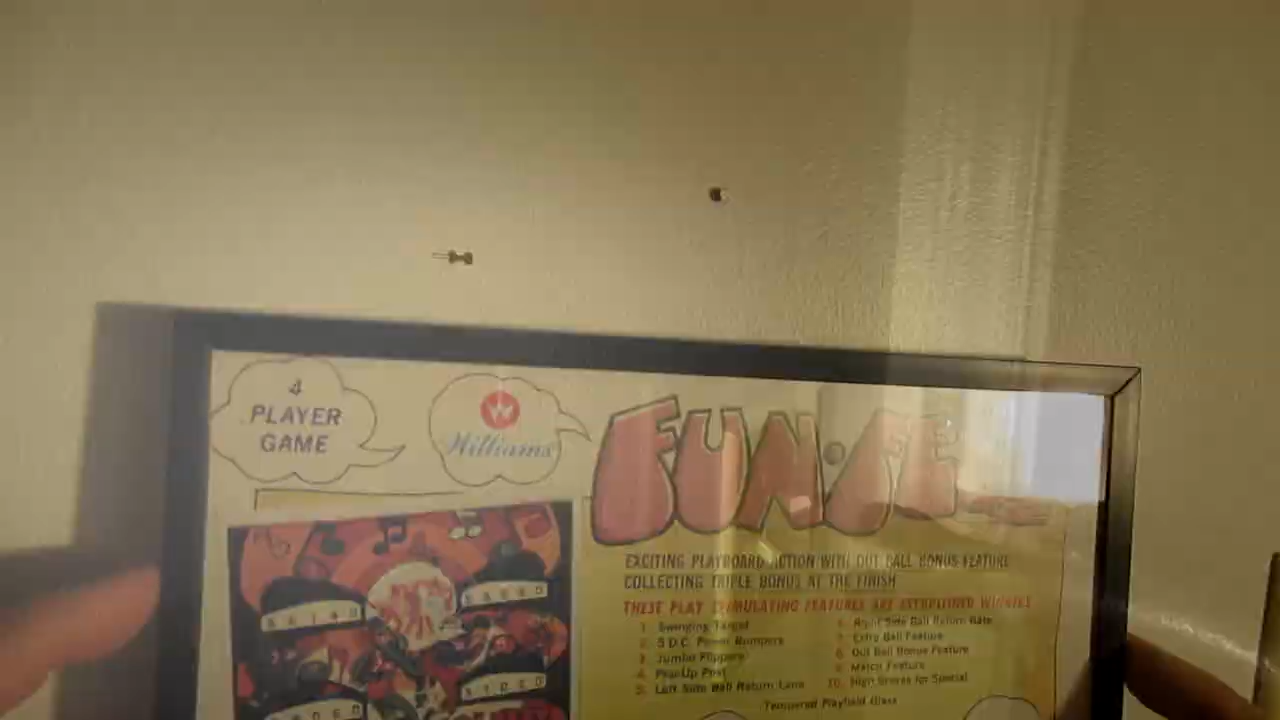 4
PLAYER
GAME
W
Williams
FUN-FE
EXCITING PLAYBOARD ACTION WITH OUT BALL BONUS FEATURE
COLLECTING TRIPLE BONUS AT THE FINISH
THESE PLAY STIMULATING FEATURES ARE ESTABLISHED WINNERS
1. Swinging Target
2. 5 D.C. Power Bumpers
3. Jumbo Flippers
4. Pop-Up Post
5. Left Side Ball Return Lane
6. Right Side Ball Return Gate
7. Extra Ball Feature
8. Out Ball Bonus Feature
9. Match Feature
10. High Scores for Special
Tempered Playfield Glass